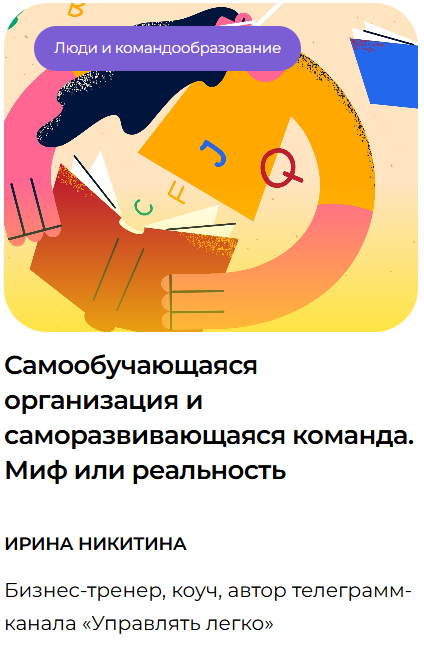 B
Люди и командообразование
J
Q
F
C
Самообучающаяся
организация и
саморазвивающаяся команда.
Миф или реальность
ИРИНА НИКИТИНА
Бизнес-тренер, коуч, автор телеграмм-
канала «Управлять легко»